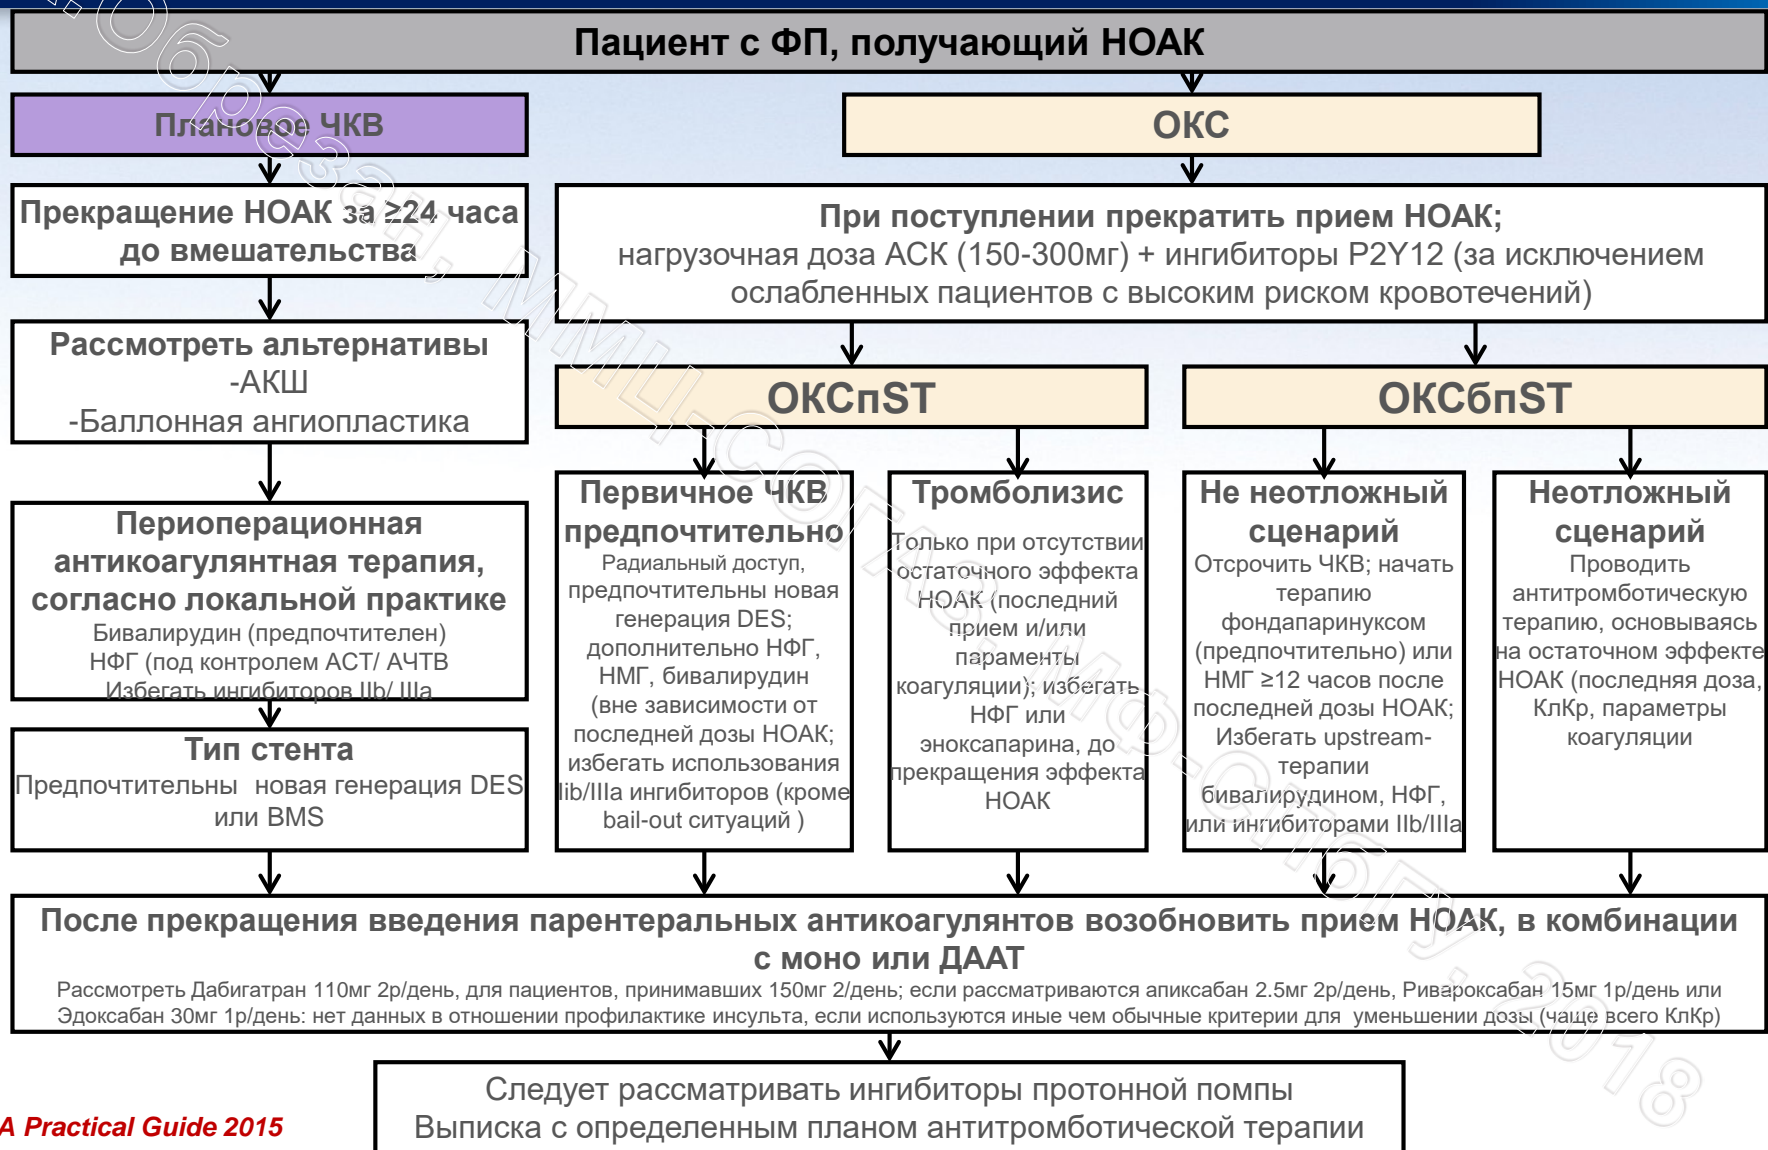 Пациент с ФП, получающий НОАК
Плановое ЧКВ
ОКС
Прекращение НОАК за ≥24 часа
до вмешательства
При поступлении прекратить прием НОАК;
нагрузочная доза АСК (150-300мг) + ингибиторы P2Y12 (за исключением
ослабленных пациентов с высоким риском кровотечений)
Рассмотреть альтернативы
-АКШ
-Баллонная ангиопластика
ОКСпST
ОКСбпST
Периоперационная
антикоагулянтная терапия,
согласно локальной практике
Бивалирудин (предпочтителен)
НФГ (под контролем АСТ/ АЧТВ
Избегать ингибиторов IIb/ IIIa
Тип стента
Предпочтительны новая генерация DES
или BMS
Первичное ЧКВ
предпочтительно
Радиальный доступ,
предпочтительны новая
генерация DES;
дополнительно НФГ,
НМГ, бивалирудин
(вне зависимости от
последней дозы НОАК;
избегать использования
Iib/IIIa ингибиторов (кроме
bail-out ситуаций )
Тромболизис
Только при отсутствии
остаточного эффекта
НОАК (последний
прием и/или
параменты
коагуляции); избегать
НФГ или
эноксапарина, до
прекращения эффекта
НОАК
Не неотложный
сценарий
Отсрочить ЧКВ; начать
терапию
фондапаринуксом
(предпочтительно) или
НМГ ≥12 часов после
последней дозы НОАК;
Избегать upstream-
терапии
бивалирудином, НФГ,
или ингибиторами IIb/IIIa
Неотложный
сценарий
Проводить
антитромботическую
терапию, основываясь
на остаточном эффекте
НОАК (последняя доза,
КлКр, параметры
коагуляции
После прекращения введения парентеральных антикоагулянтов возобновить прием НОАК, в комбинации
с моно или ДААТ
Рассмотреть Дабигатран 110мг 2р/день, для пациентов, принимавших 150мг 2/день; если рассматриваются апиксабан 2.5мг 2р/день, Ривароксабан 15мг 1р/день или
Эдоксабан 30мг 1р/день: нет данных в отношении профилактике инсульта, если используются иные чем обычные критерии для уменьшении дозы (чаще всего КлКр)
Следует рассматривать ингибиторы протонной помпы
Выписка с определенным планом антитромботической терапии
A Practical Guide 2015
Обрезан, ММЦ-СОГАЗ, МФ-СПбГУ, 2018